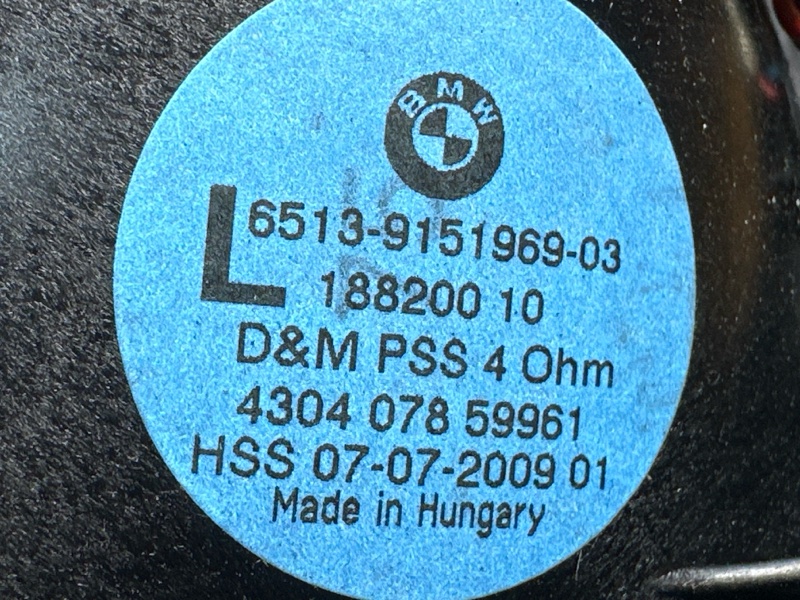 BMW
L 6513-9151969-03
188200 10
D&M PSS 4 Ohm
4304 078 59961
HSS 07-07-2009 01
Made in Hungary